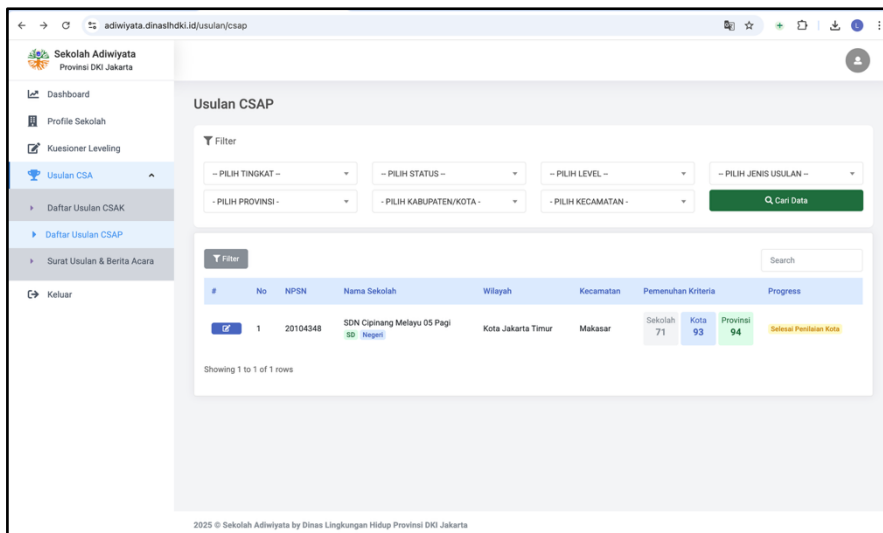 adiwiyata.dinaslhdki.id/usulan/csap
Sekolah Adiwiyata
Provinsi DKI Jakarta
Dashboard
Profile Sekolah
Kuesioner Leveling
Usulan CSA
Daftar Usulan CSAK
Daftar Usulan CSAP
Surat Usulan & Berita Acara
Keluar
Usulan CSAP
Filter
-- PILIH TINGKAT -- -- PILIH STATUS -- -- PILIH LEVEL -- -- PILIH JENIS USULAN --
- PILIH PROVINSI - - PILIH KABUPATEN/KOTA - - PILIH KECAMATAN - Cari Data
Filter Search
# No NPSN Nama Sekolah Wilayah Kecamatan Pemenuhan Kriteria Progress
1 20104348 SDN Cipinang Melayu 05 Pagi Kota Jakarta Timur Makasar Sekolah Kota Provinsi Selesai Penilaian Kota
SD Negeri 71 93 94
Showing 1 to 1 of 1 rows
2025 © Sekolah Adiwiyata by Dinas Lingkungan Hidup Provinsi DKI Jakarta